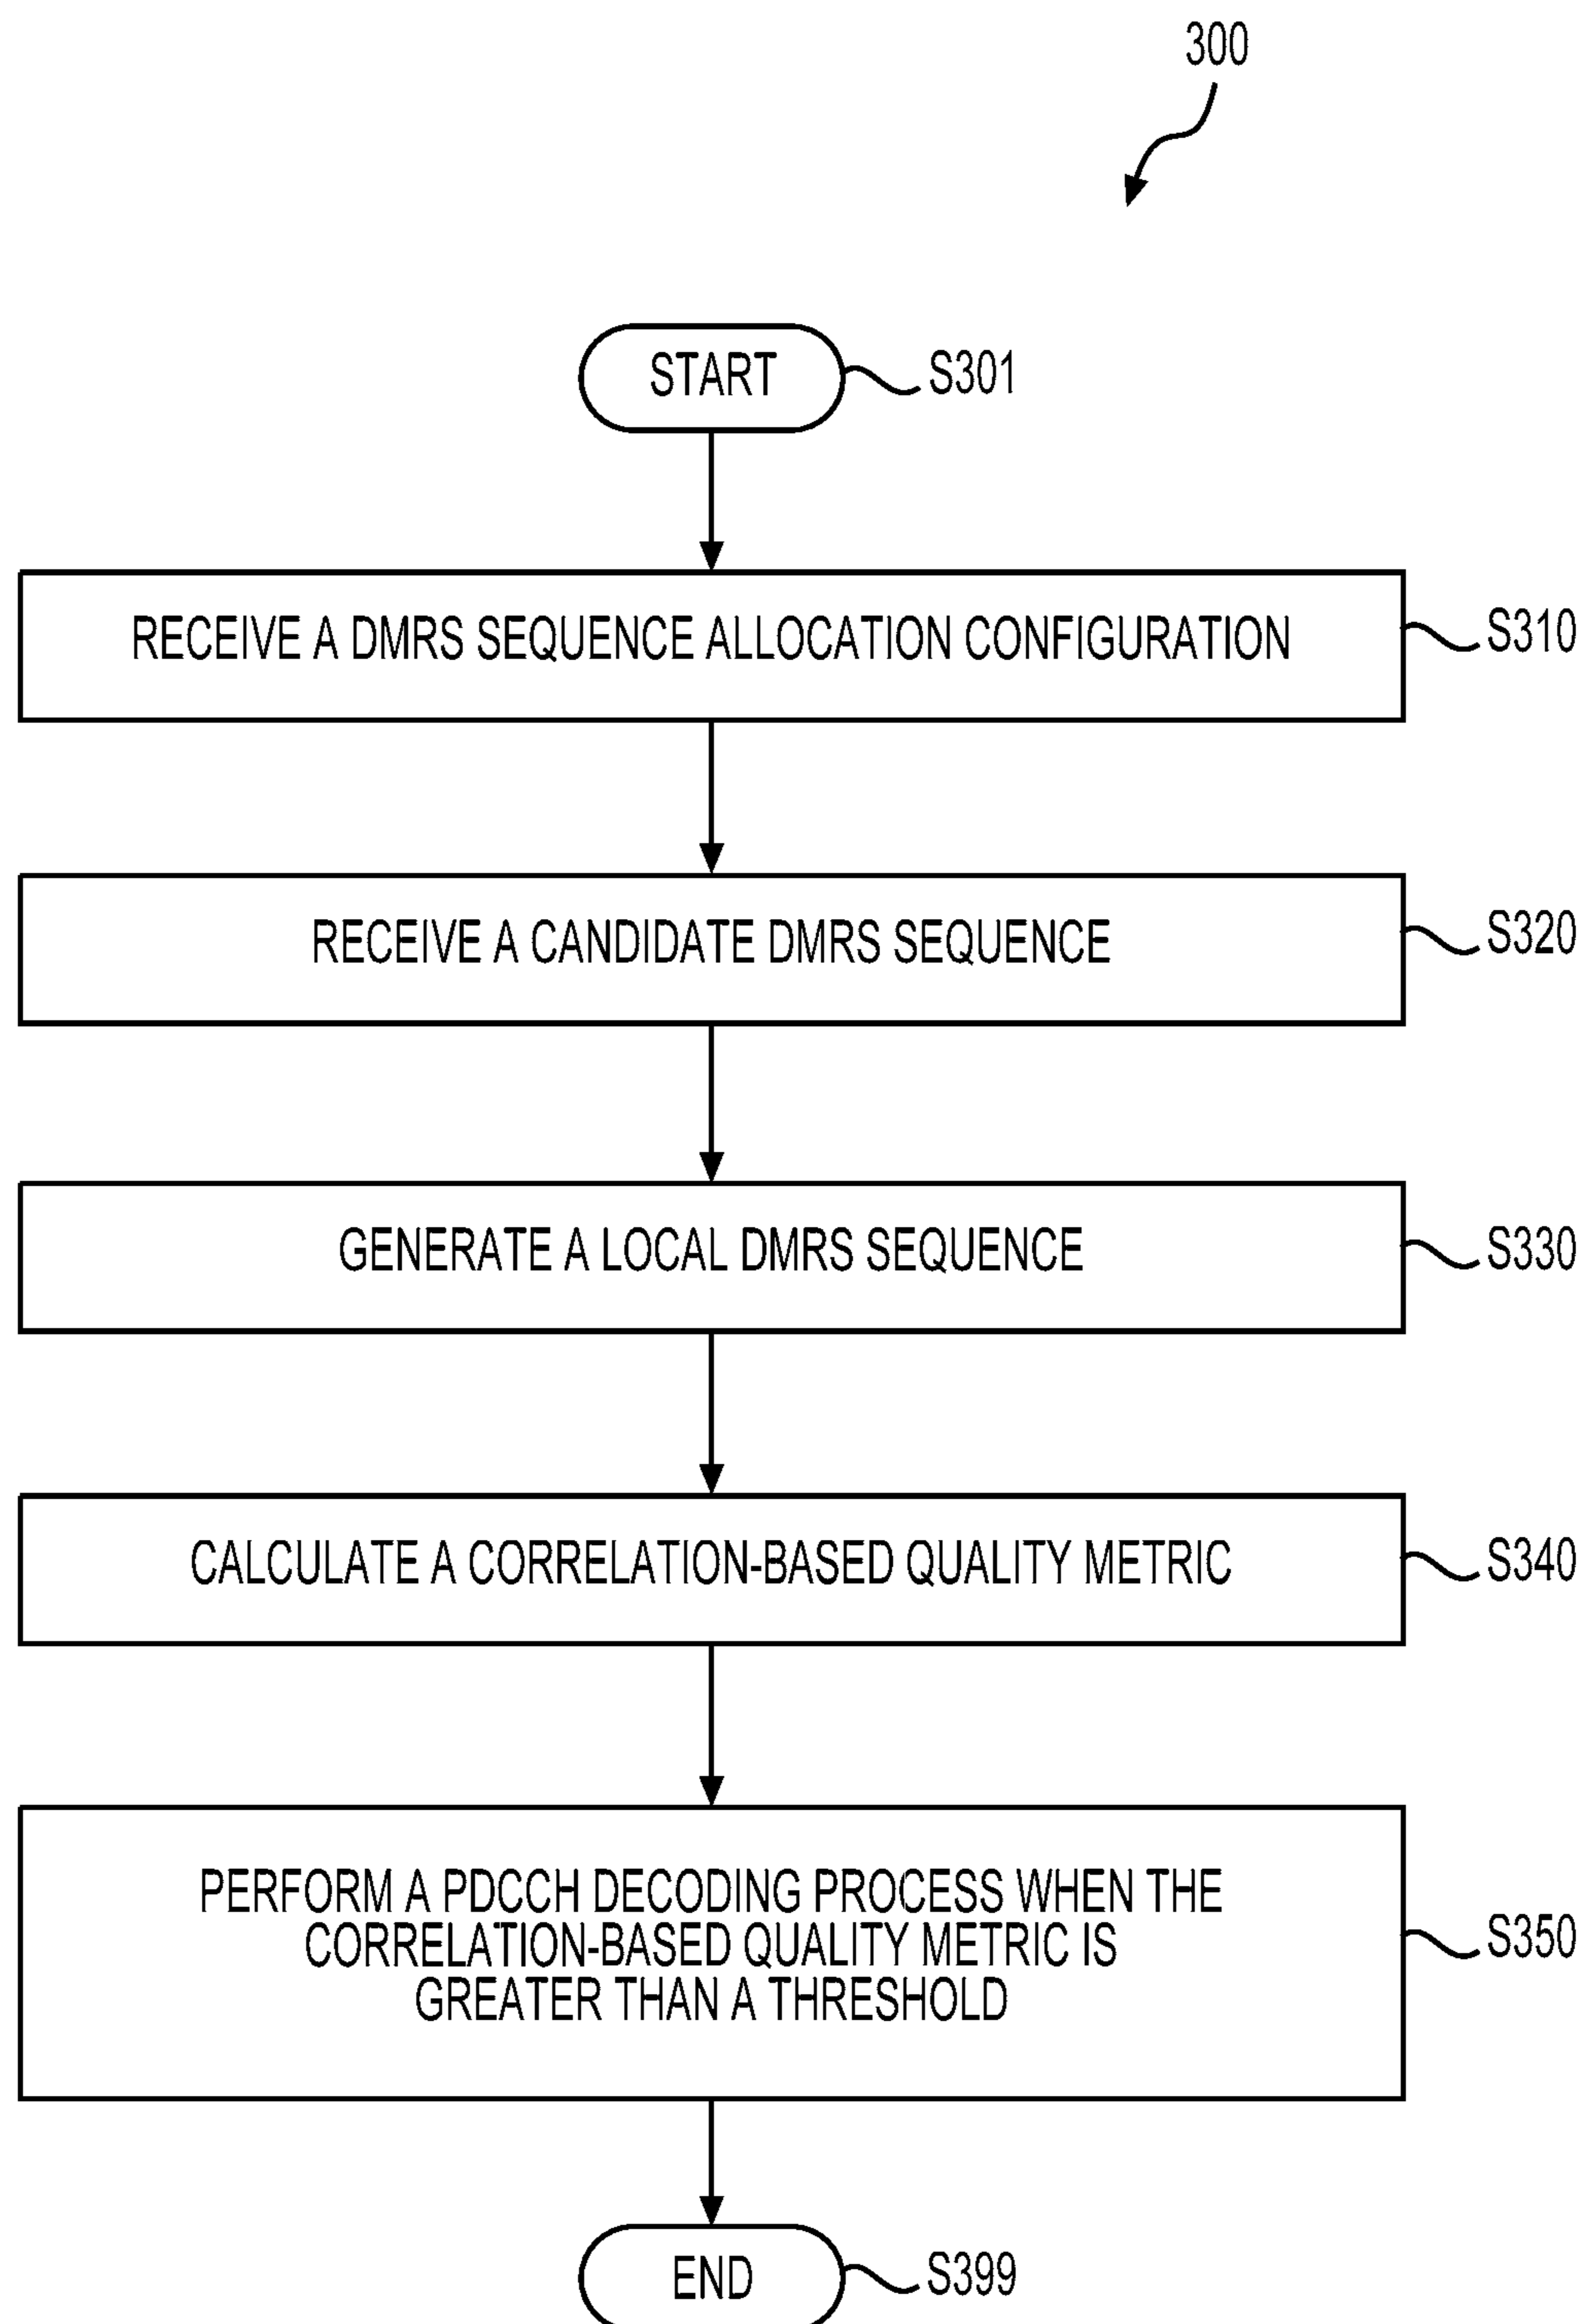 300
START
S301
RECEIVE A DMRS SEQUENCE ALLOCATION CONFIGURATION
S310
RECEIVE A CANDIDATE DMRS SEQUENCE
S320
GENERATE A LOCAL DMRS SEQUENCE
S330
CALCULATE A CORRELATION-BASED QUALITY METRIC
S340
PERFORM A PDCCH DECODING PROCESS WHEN THE
CORRELATION-BASED QUALITY METRIC IS
GREATER THAN A THRESHOLD
S350
END
S399